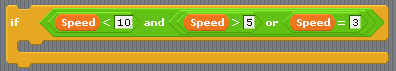 if Speed < 10 and Speed > 5 or Speed = 3